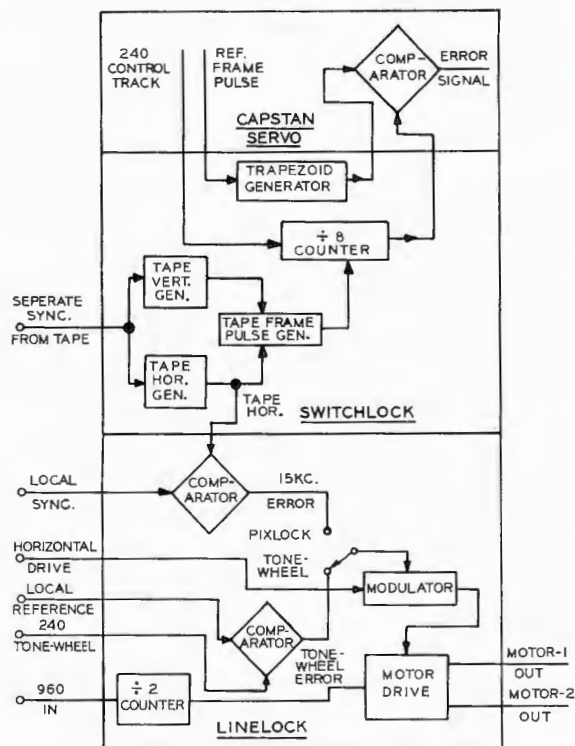 240
CONTROL
TRACK
REF.
FRAME
PULSE
COMP-
ARATOR
ERROR
SIGNAL
CAPSTAN
SERVO
TRAPEZOID
GENERATOR
÷ 8
COUNTER
TAPE
VERT.
GEN.
SEPERATE
SYNC.
FROM TAPE
TAPE FRAME
PULSE GEN.
TAPE
HOR.
GEN.
TAPE
HOR.
SWITCHLOCK
LOCAL
SYNC.
COMP-
ARATOR
15KC.
ERROR
PIXLOCK
HORIZONTAL
DRIVE
TONE-
WHEEL
MODULATOR
LOCAL
REFERENCE
240
TONE-WHEEL
COMP-
ARATOR
TONE-
WHEEL
ERROR
MOTOR
DRIVE
MOTOR-1
OUT
MOTOR-2
OUT
960
IN
÷ 2
COUNTER
LINELOCK